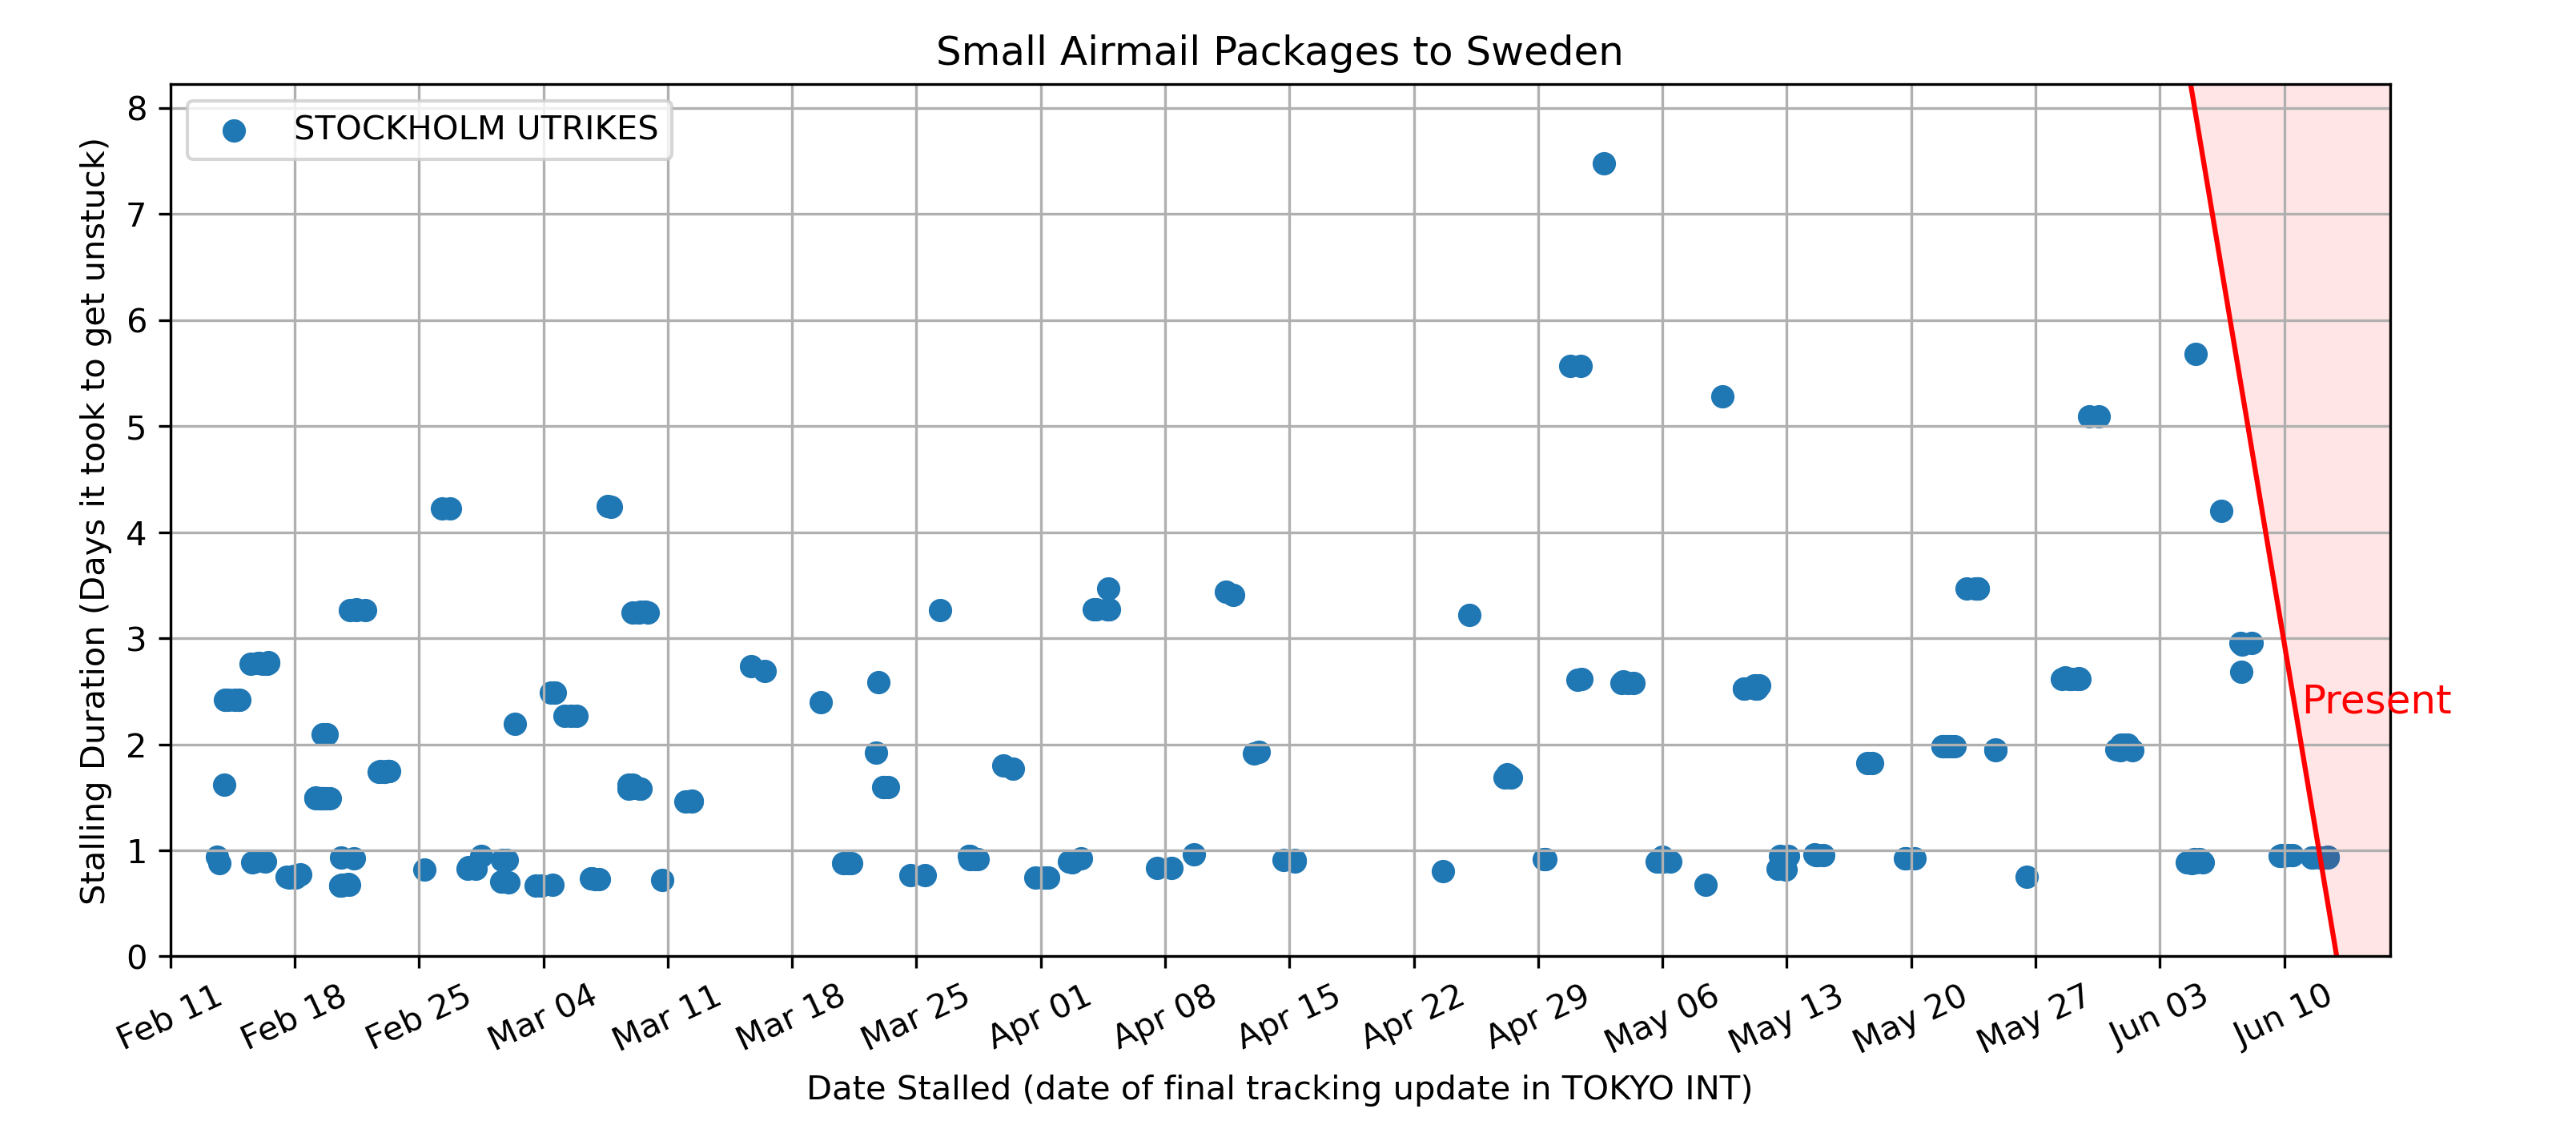 Small Airmail Packages to Sweden
STOCKHOLM UTRIKES
Stalling Duration (Days it took to get unstuck)
8
7
6
5
4
3
2
1
0
Present
Feb 11
Feb 18
Feb 25
Mar 04
Mar 11
Mar 18
Mar 25
Apr 01
Apr 08
Apr 15
Apr 22
Apr 29
May 06
May 13
May 20
May 27
Jun 03
Jun 10
Date Stalled (date of final tracking update in TOKYO INT)